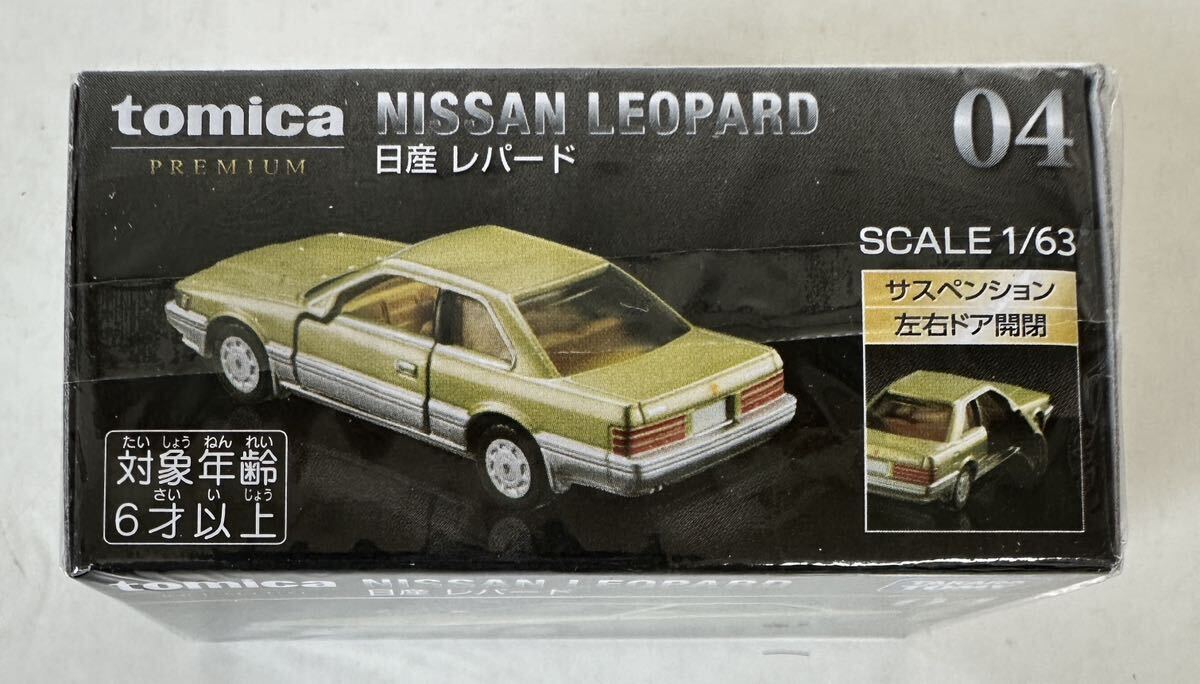 tomica
PREMIUM
NISSAN LEOPARD
日産 レパード
04
SCALE 1/63
サスペンション
左右ドア開閉
たい しょう ねん れい
対象年齢
さい い じょう
6才以上
tomica
NISSAN LEOPARD
日産 レパード